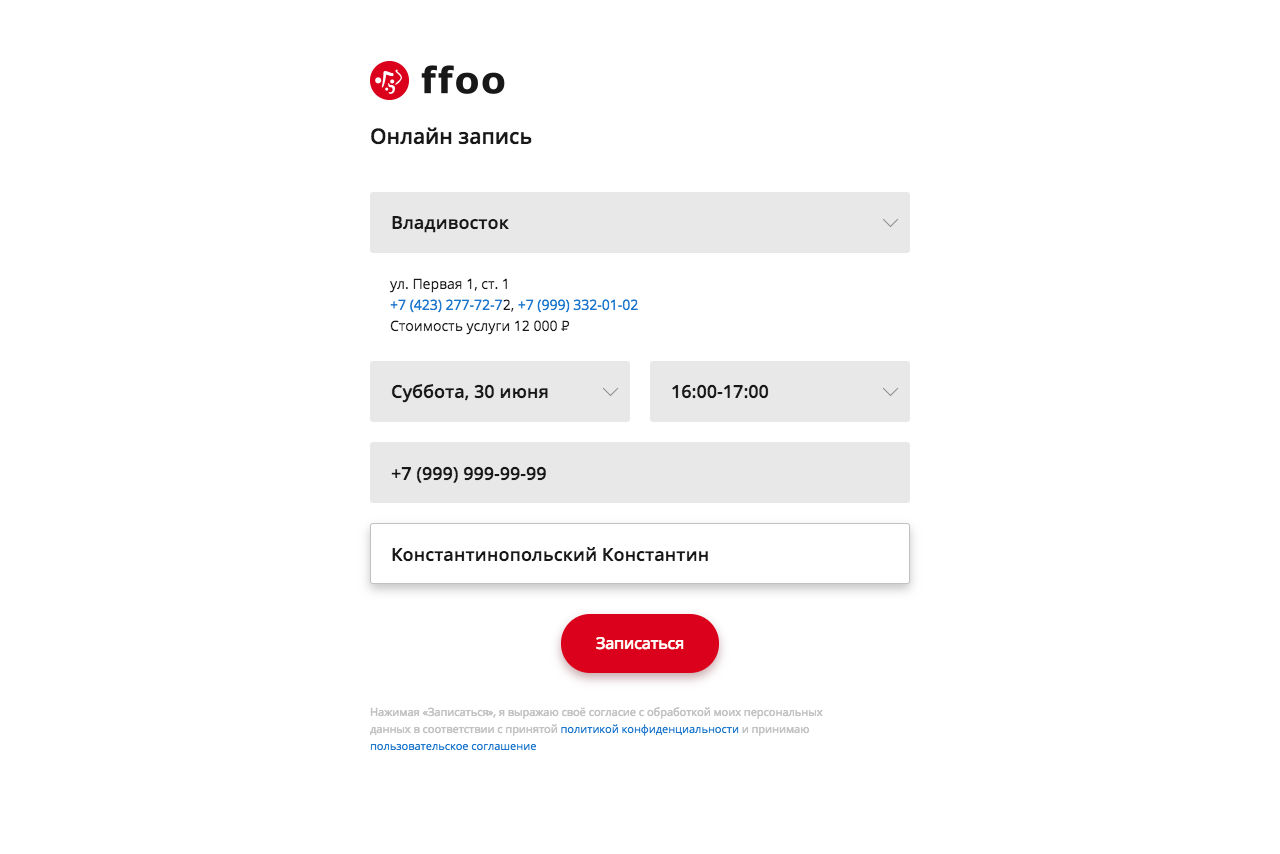 ffoo
Онлайн запись
Владивосток
ул. Первая 1, ст. 1
+7 (423) 277-72-72, +7 (999) 332-01-02
Стоимость услуги 12 000 ₽
Суббота, 30 июня
16:00-17:00
+7 (999) 999-99-99
Константинопольский Константин
Записаться
Нажимая «Записаться», я выражаю своё согласие с обработкой моих персональных
данных в соответствии с принятой политикой конфиденциальности и принимаю
пользовательское соглашение